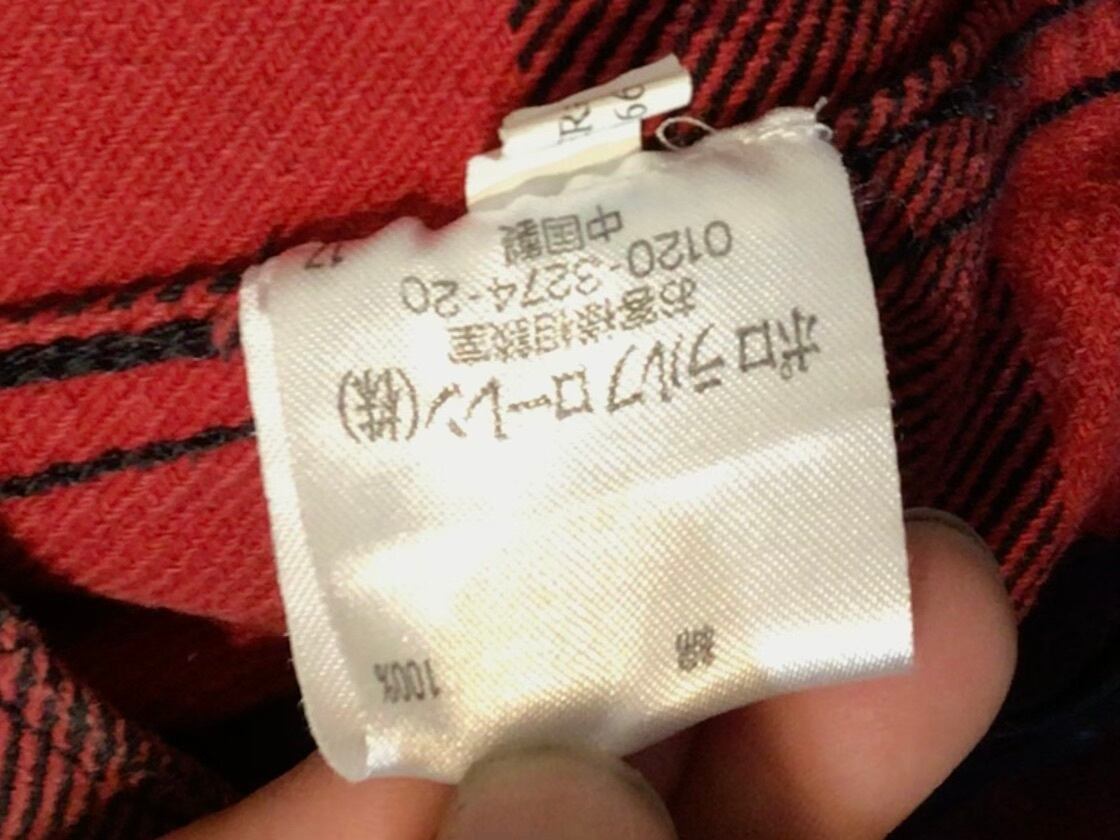 綿 100%
ポロ ラルフ ローレン(株)
お客様相談室
0120-3274-20
中国製